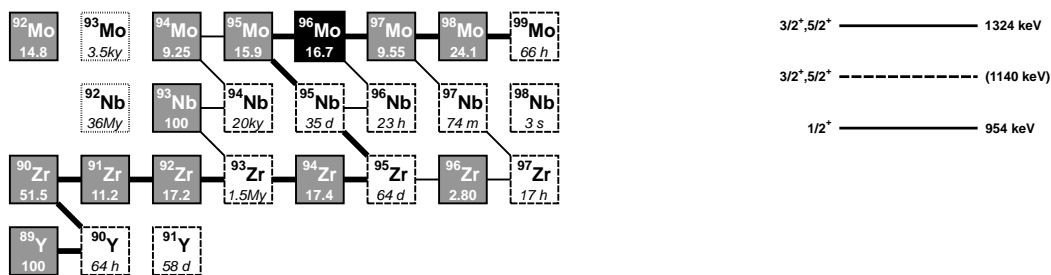 92Mo 93Mo 94Mo 95Mo 96Mo 97Mo 98Mo 99Mo
14.8 3.5ky 9.25 15.9 16.7 9.55 24.1 66 h
92Nb 93Nb 94Nb 95Nb 96Nb 97Nb 98Nb
36My 100 20ky 35 d 23 h 74 m 3 s
90Zr 91Zr 92Zr 93Zr 94Zr 95Zr 96Zr 97Zr
51.5 11.2 17.2 1.5My 17.4 64 d 2.80 17 h
89Y 90Y 91Y
100 64 h 58 d
3/2+,5/2+ 1324 keV
3/2+,5/2+ (1140 keV)
1/2+ 954 keV